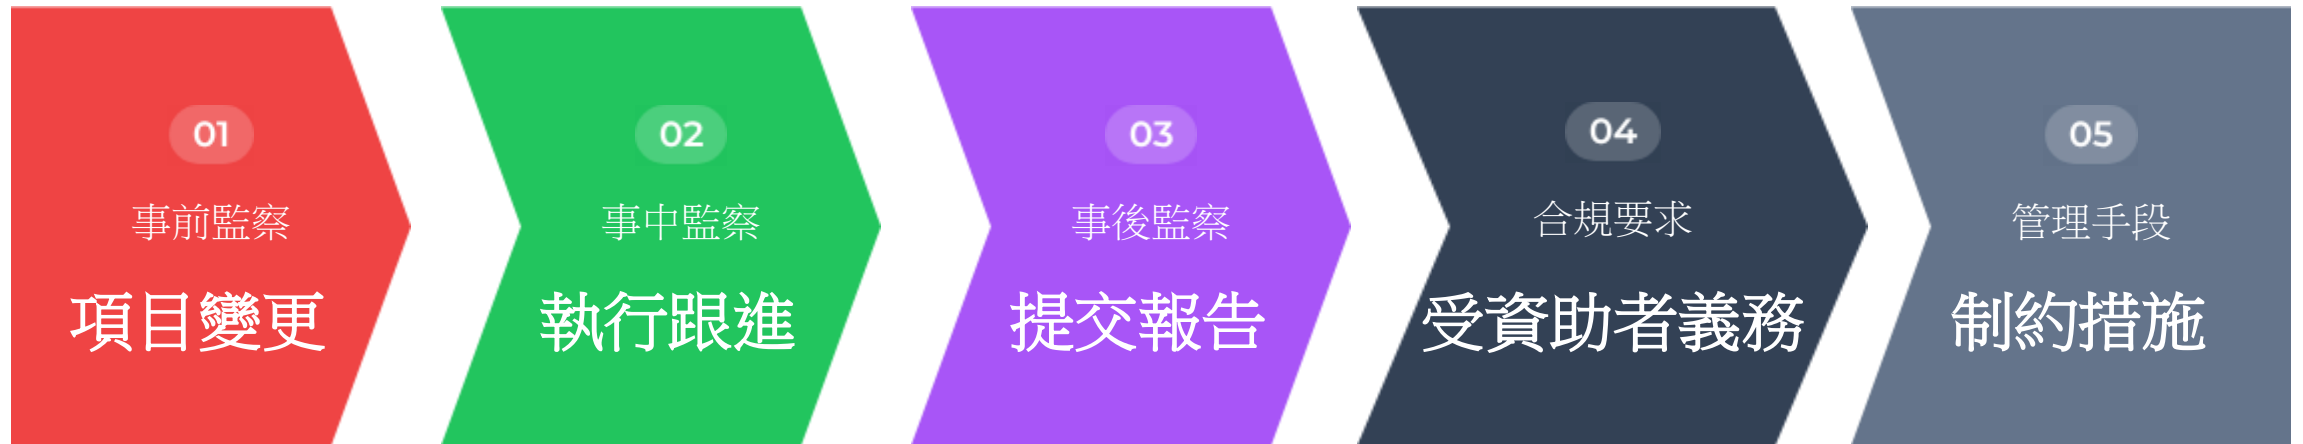 01
事前監察
項目變更
02
事中監察
執行跟進
03
事後監察
提交報告
04
合規要求
受資助者義務
05
管理手段
制約措施